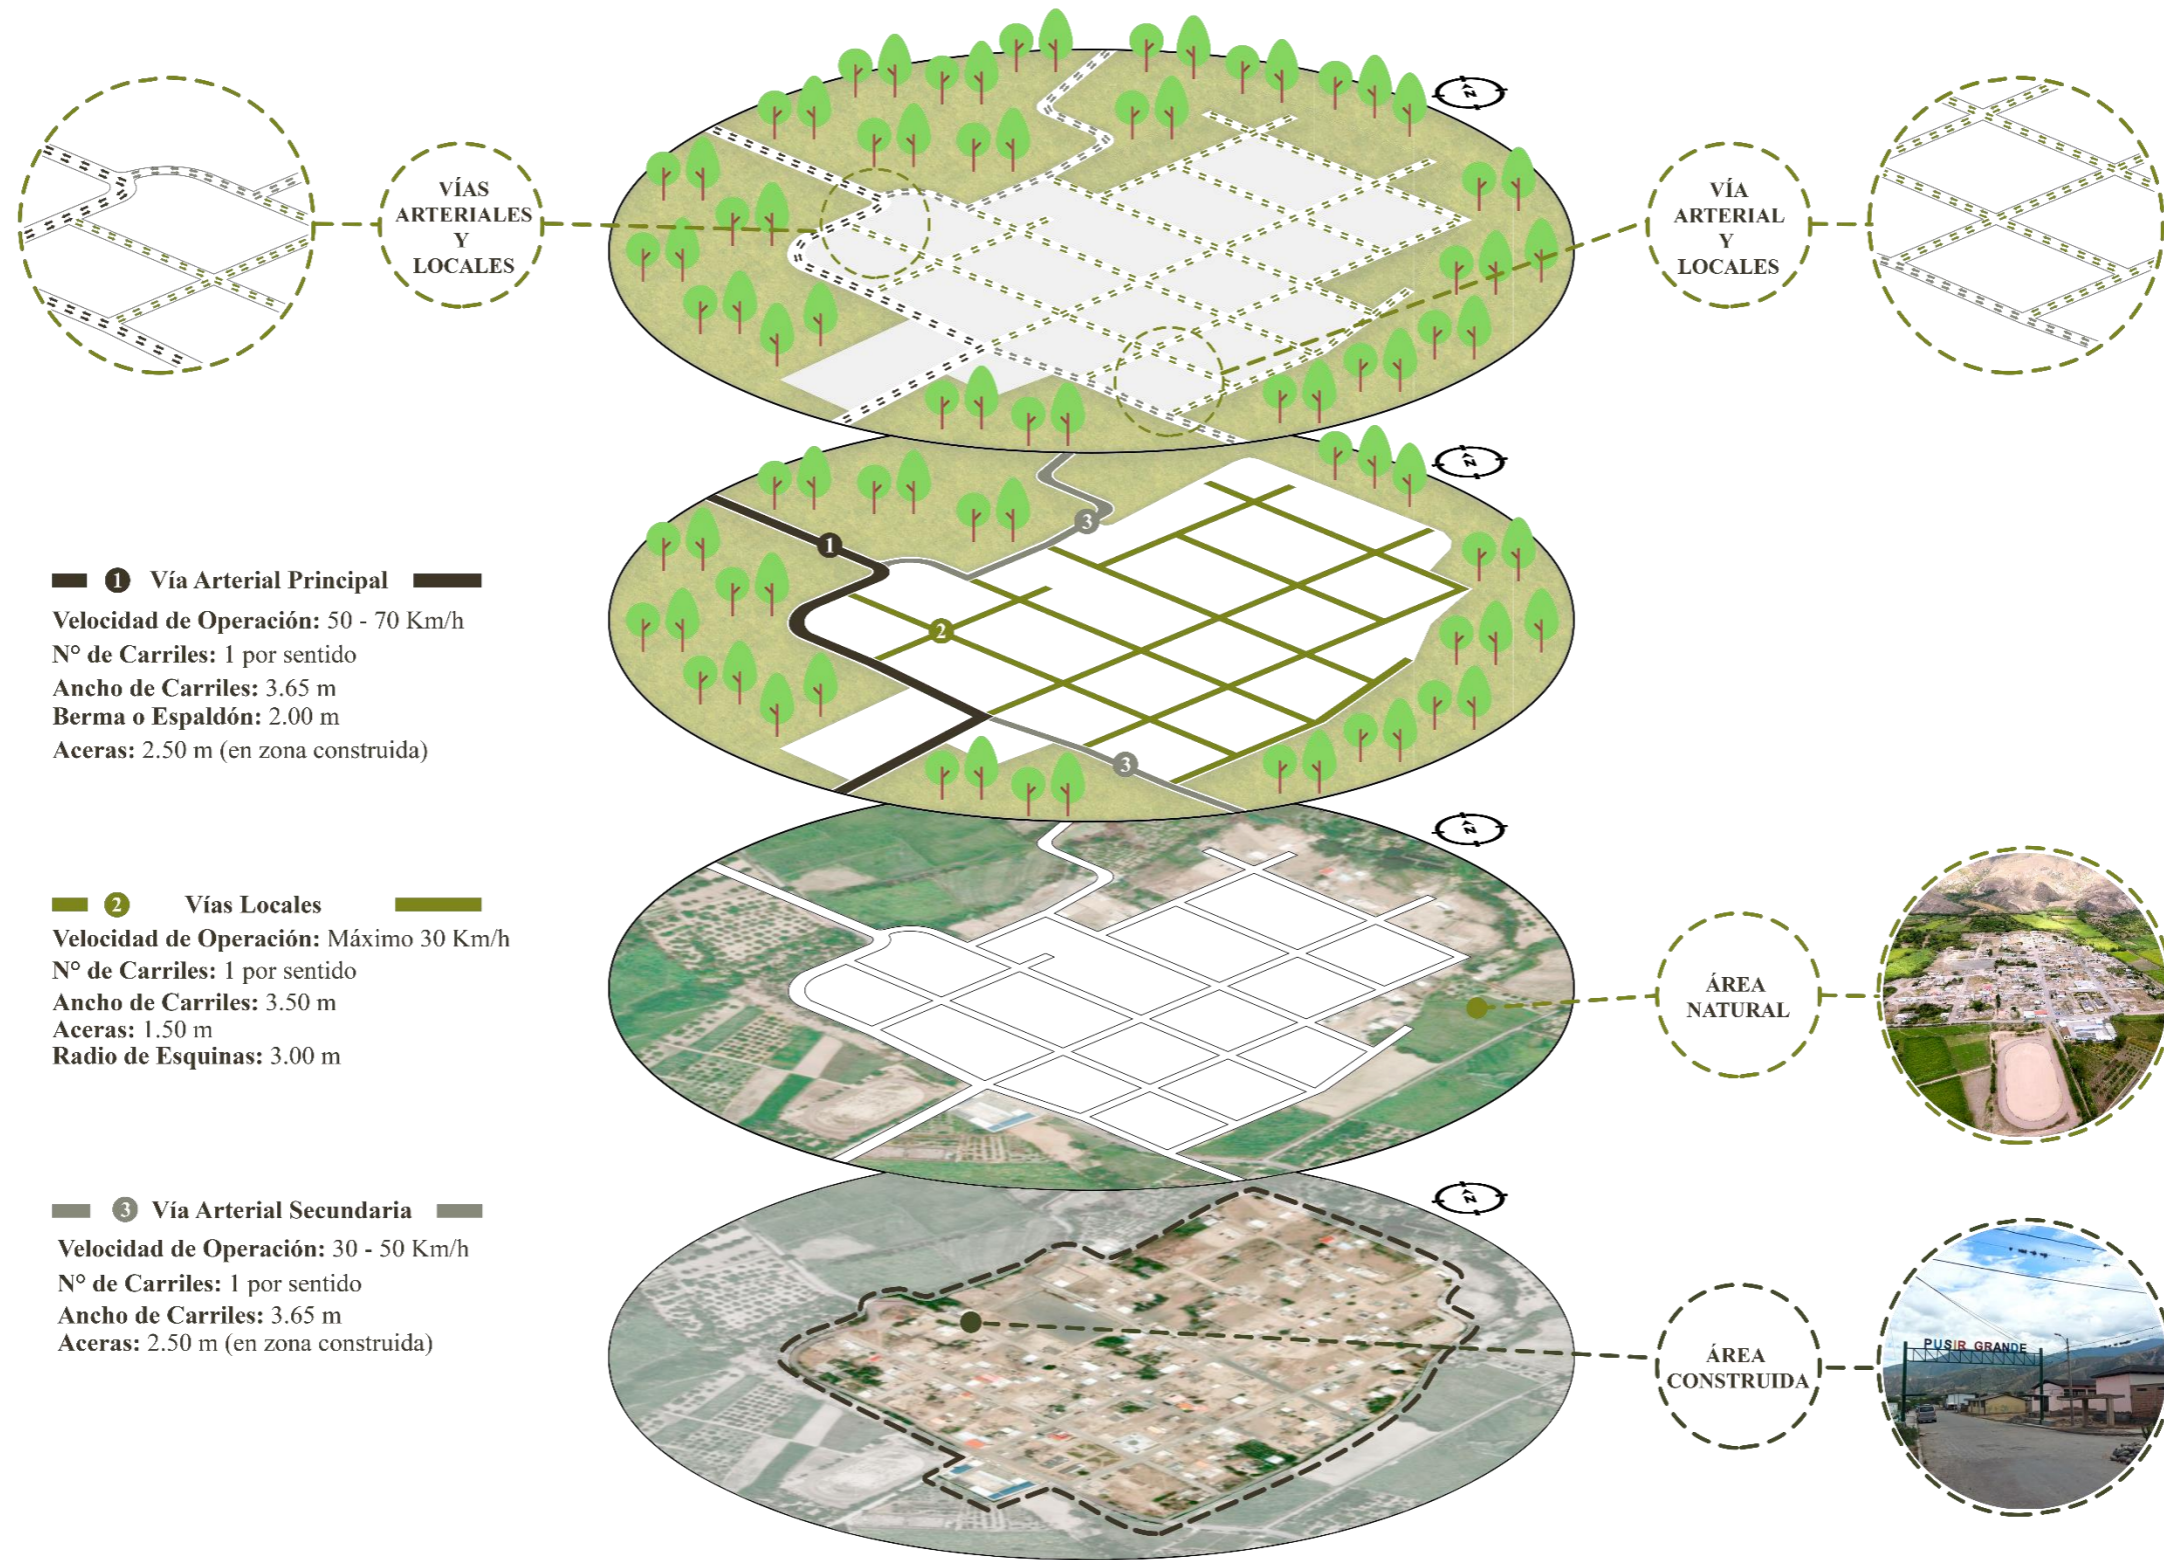 VÍAS
ARTERIALES
Y
LOCALES
VÍA
ARTERIAL
Y
LOCALES
N
N
1
3
2
3
1 Vía Arterial Principal
Velocidad de Operación: 50 - 70 Km/h
N° de Carriles: 1 por sentido
Ancho de Carriles: 3.65 m
Berma o Espaldón: 2.00 m
Aceras: 2.50 m (en zona construida)
N
2 Vías Locales
Velocidad de Operación: Máximo 30 Km/h
N° de Carriles: 1 por sentido
Ancho de Carriles: 3.50 m
Aceras: 1.50 m
Radio de Esquinas: 3.00 m
ÁREA
NATURAL
N
3 Vía Arterial Secundaria
Velocidad de Operación: 30 - 50 Km/h
N° de Carriles: 1 por sentido
Ancho de Carriles: 3.65 m
Aceras: 2.50 m (en zona construida)
ÁREA
CONSTRUIDA
PUSIR GRANDE